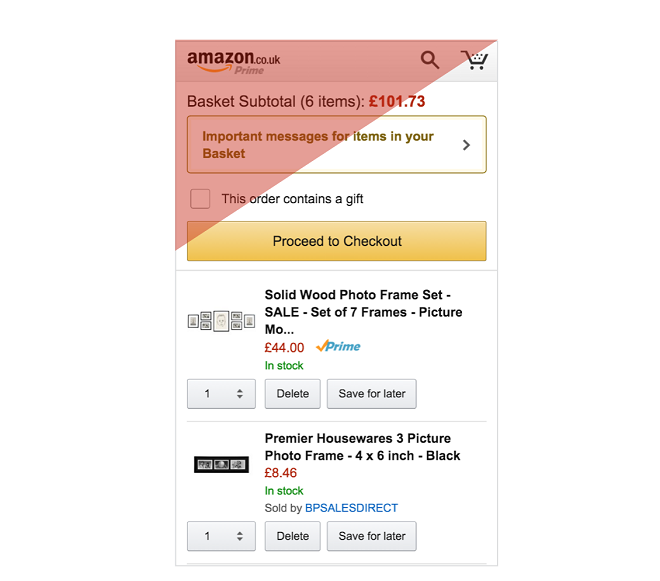 amazon.co.uk
Prime
Basket Subtotal (6 items): £101.73
Important messages for items in your
Basket
This order contains a gift
Proceed to Checkout
Solid Wood Photo Frame Set -
SALE - Set of 7 Frames - Picture
Mo...
£44.00 Prime
In stock
1 Delete Save for later
Premier Housewares 3 Picture
Photo Frame - 4 x 6 inch - Black
£8.46
In stock
Sold by BPSALESDIRECT
1 Delete Save for later